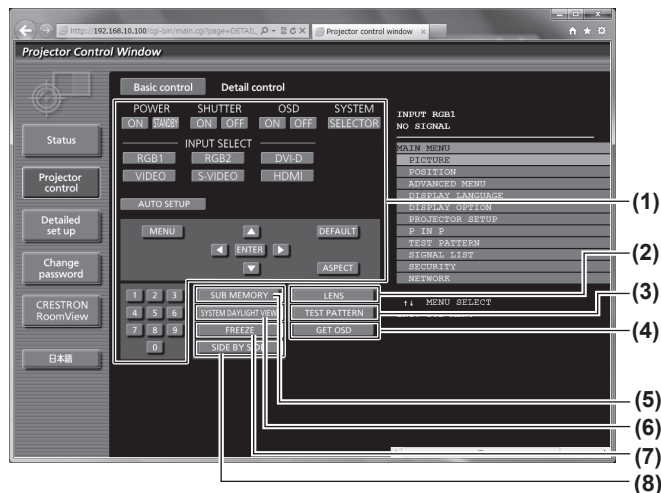 http://192.168.10.100/cgi-bin/main.cgi?page=DETAIL_
Projector control window
Projector Control Window
Basic control
Detail control
POWER
SHUTTER
OSD
SYSTEM
ON
STANDBY
ON
OFF
ON
OFF
SELECTOR
INPUT SELECT
RGB1
RGB2
DVI-D
VIDEO
S-VIDEO
HDMI
AUTO SETUP
MENU
DEFAULT
ENTER
ASPECT
1 2 3
4 5 6
7 8 9
0
SUB MEMORY
SYSTEM DAYLIGHT VIEW
FREEZE
SIDE BY SIDE
LENS
TEST PATTERN
GET OSD
Status
Projector
control
Detailed
set up
Change
password
CRESTRON
RoomView
日本語
INPUT RGB1
NO SIGNAL
MAIN MENU
PICTURE
POSITION
ADVANCED MENU
DISPLAY LANGUAGE
DISPLAY OPTION
PROJECTOR SETUP
P IN P
TEST PATTERN
SIGNAL LIST
SECURITY
NETWORK
↑↓ MENU SELECT
(1)
(2)
(3)
(4)
(5)
(6)
(7)
(8)